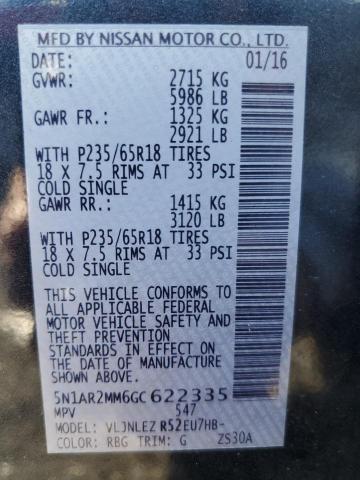 MFD BY NISSAN MOTOR CO., LTD.
DATE: 01/16
GVWR: 2715 KG
5986 LB
GAWR FR.: 1325 KG
2921 LB
WITH P235/65R18 TIRES
18 X 7.5 RIMS AT 33 PSI
COLD SINGLE
GAWR RR.: 1415 KG
3120 LB
WITH P235/65R18 TIRES
18 X 7.5 RIMS AT 33 PSI
COLD SINGLE
THIS VEHICLE CONFORMS TO
ALL APPLICABLE FEDERAL
MOTOR VEHICLE SAFETY AND
THEFT PREVENTION
STANDARDS IN EFFECT ON
THE DATE OF MANUFACTURE
SHOWN ABOVE.
5N1AR2MM6GC622335
MPV 547
MODEL: VLJNLEZ R52EU7HB-
COLOR: RBG TRIM: G ZS30A